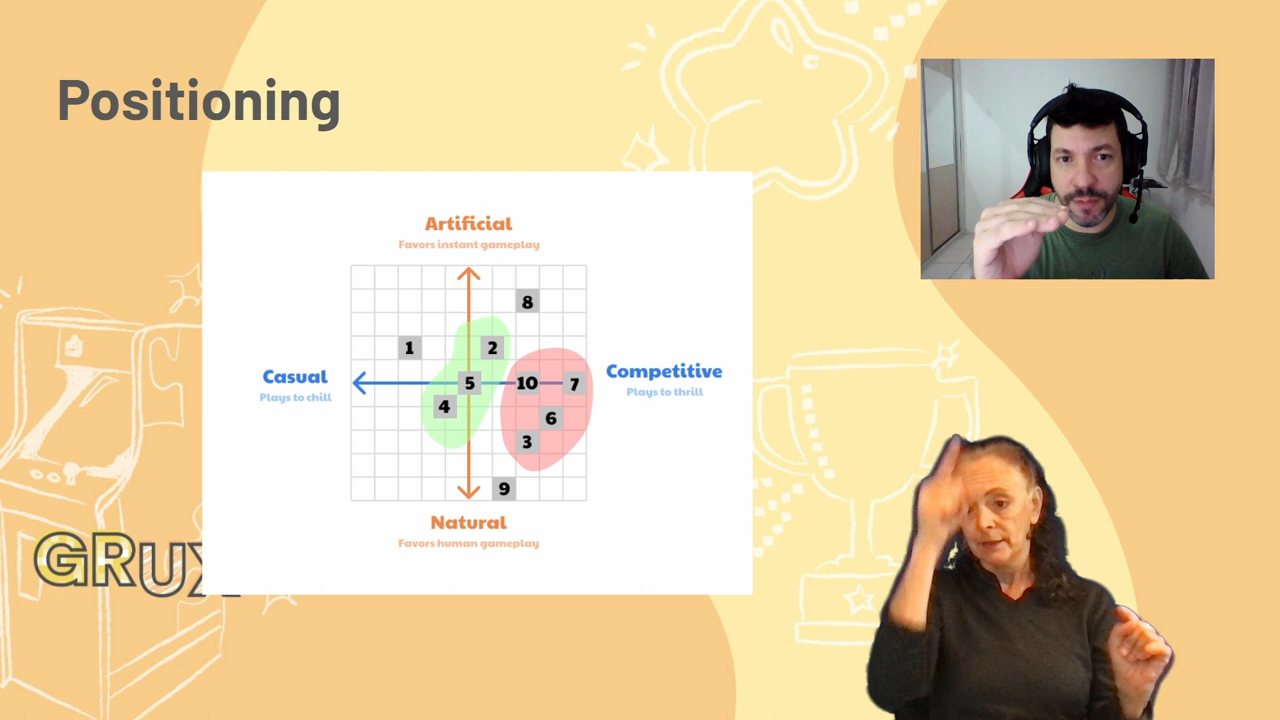 Positioning
Artificial
Favors instant gameplay
8
1
2
Casual
Plays to chill
5
10
7
Competitive
Plays to thrill
4
6
3
9
Natural
Favors human gameplay
GRUX